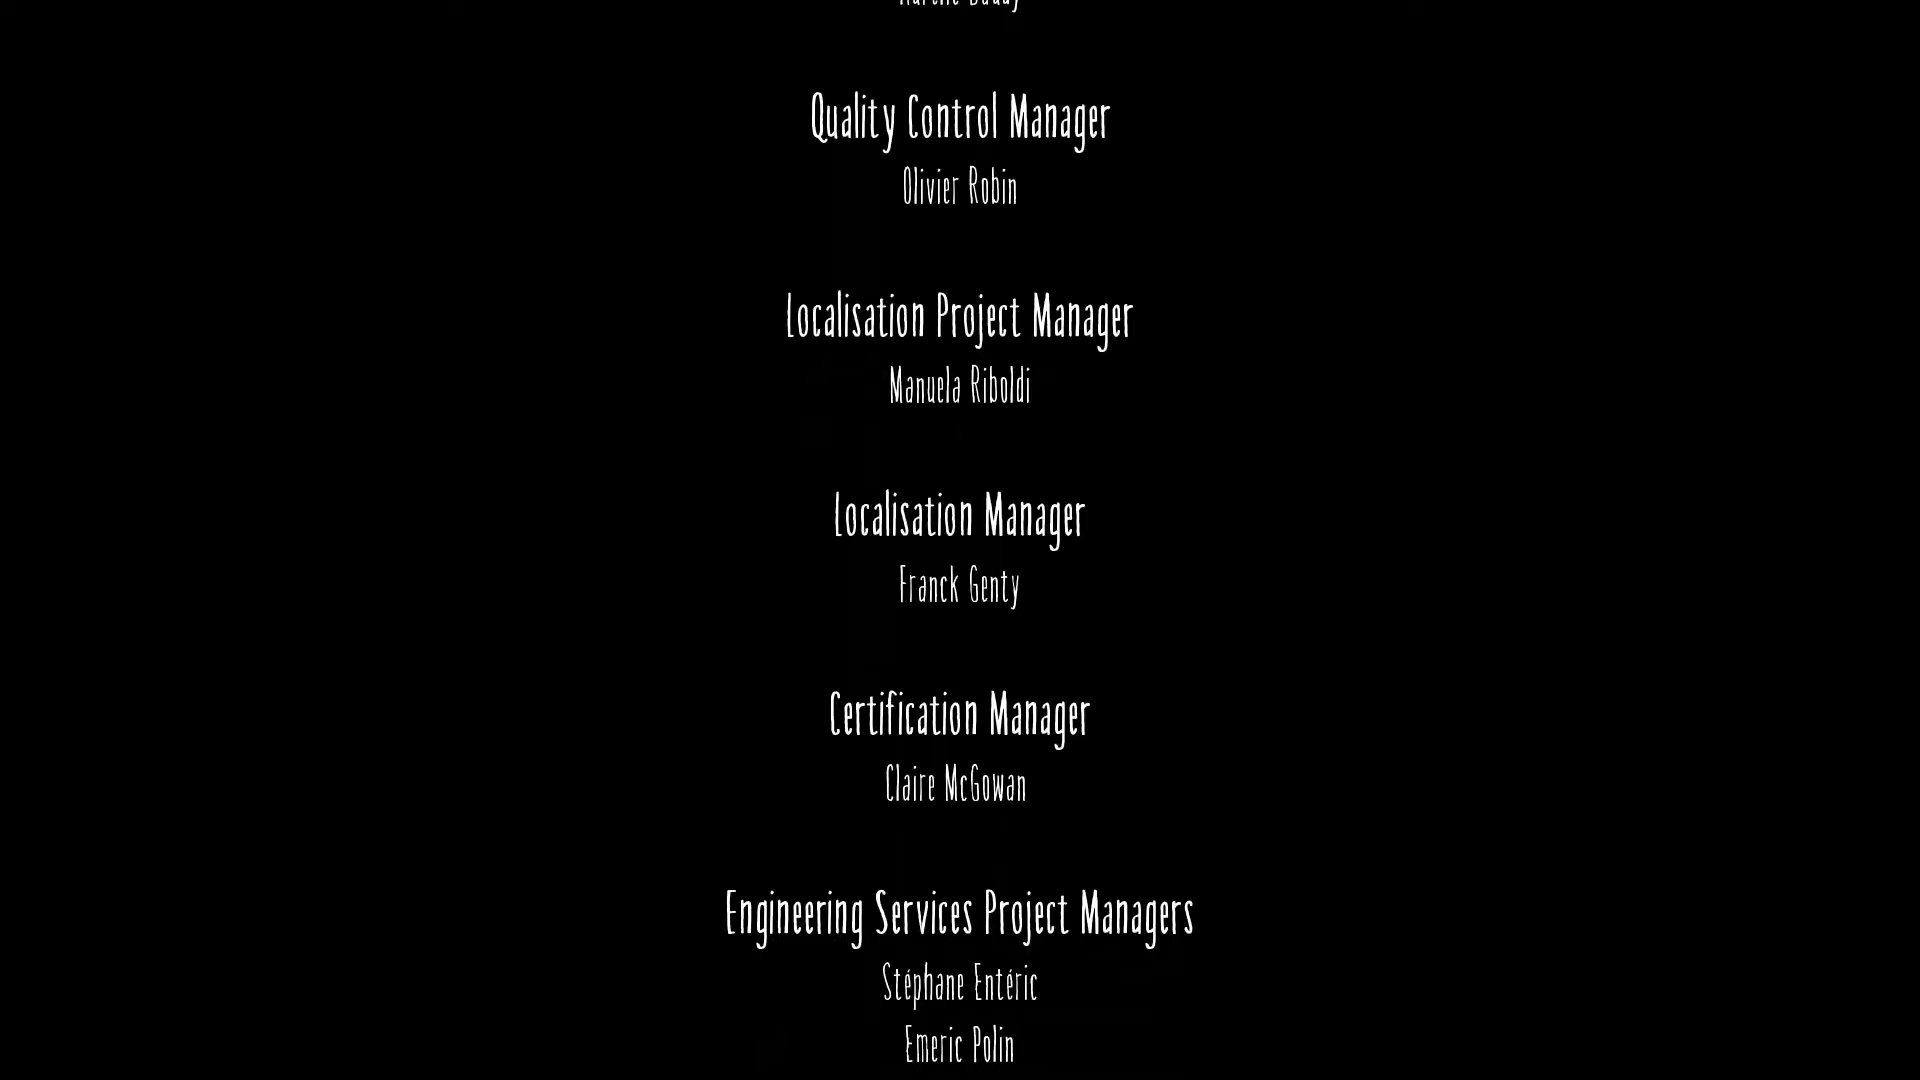 Quality Control Manager
Olivier Robin
Localisation Project Manager
Manuela Riboldi
Localisation Manager
Franck Genty
Certification Manager
Claire McGowan
Engineering Services Project Managers
Stéphane Entéric
Emeric Polin